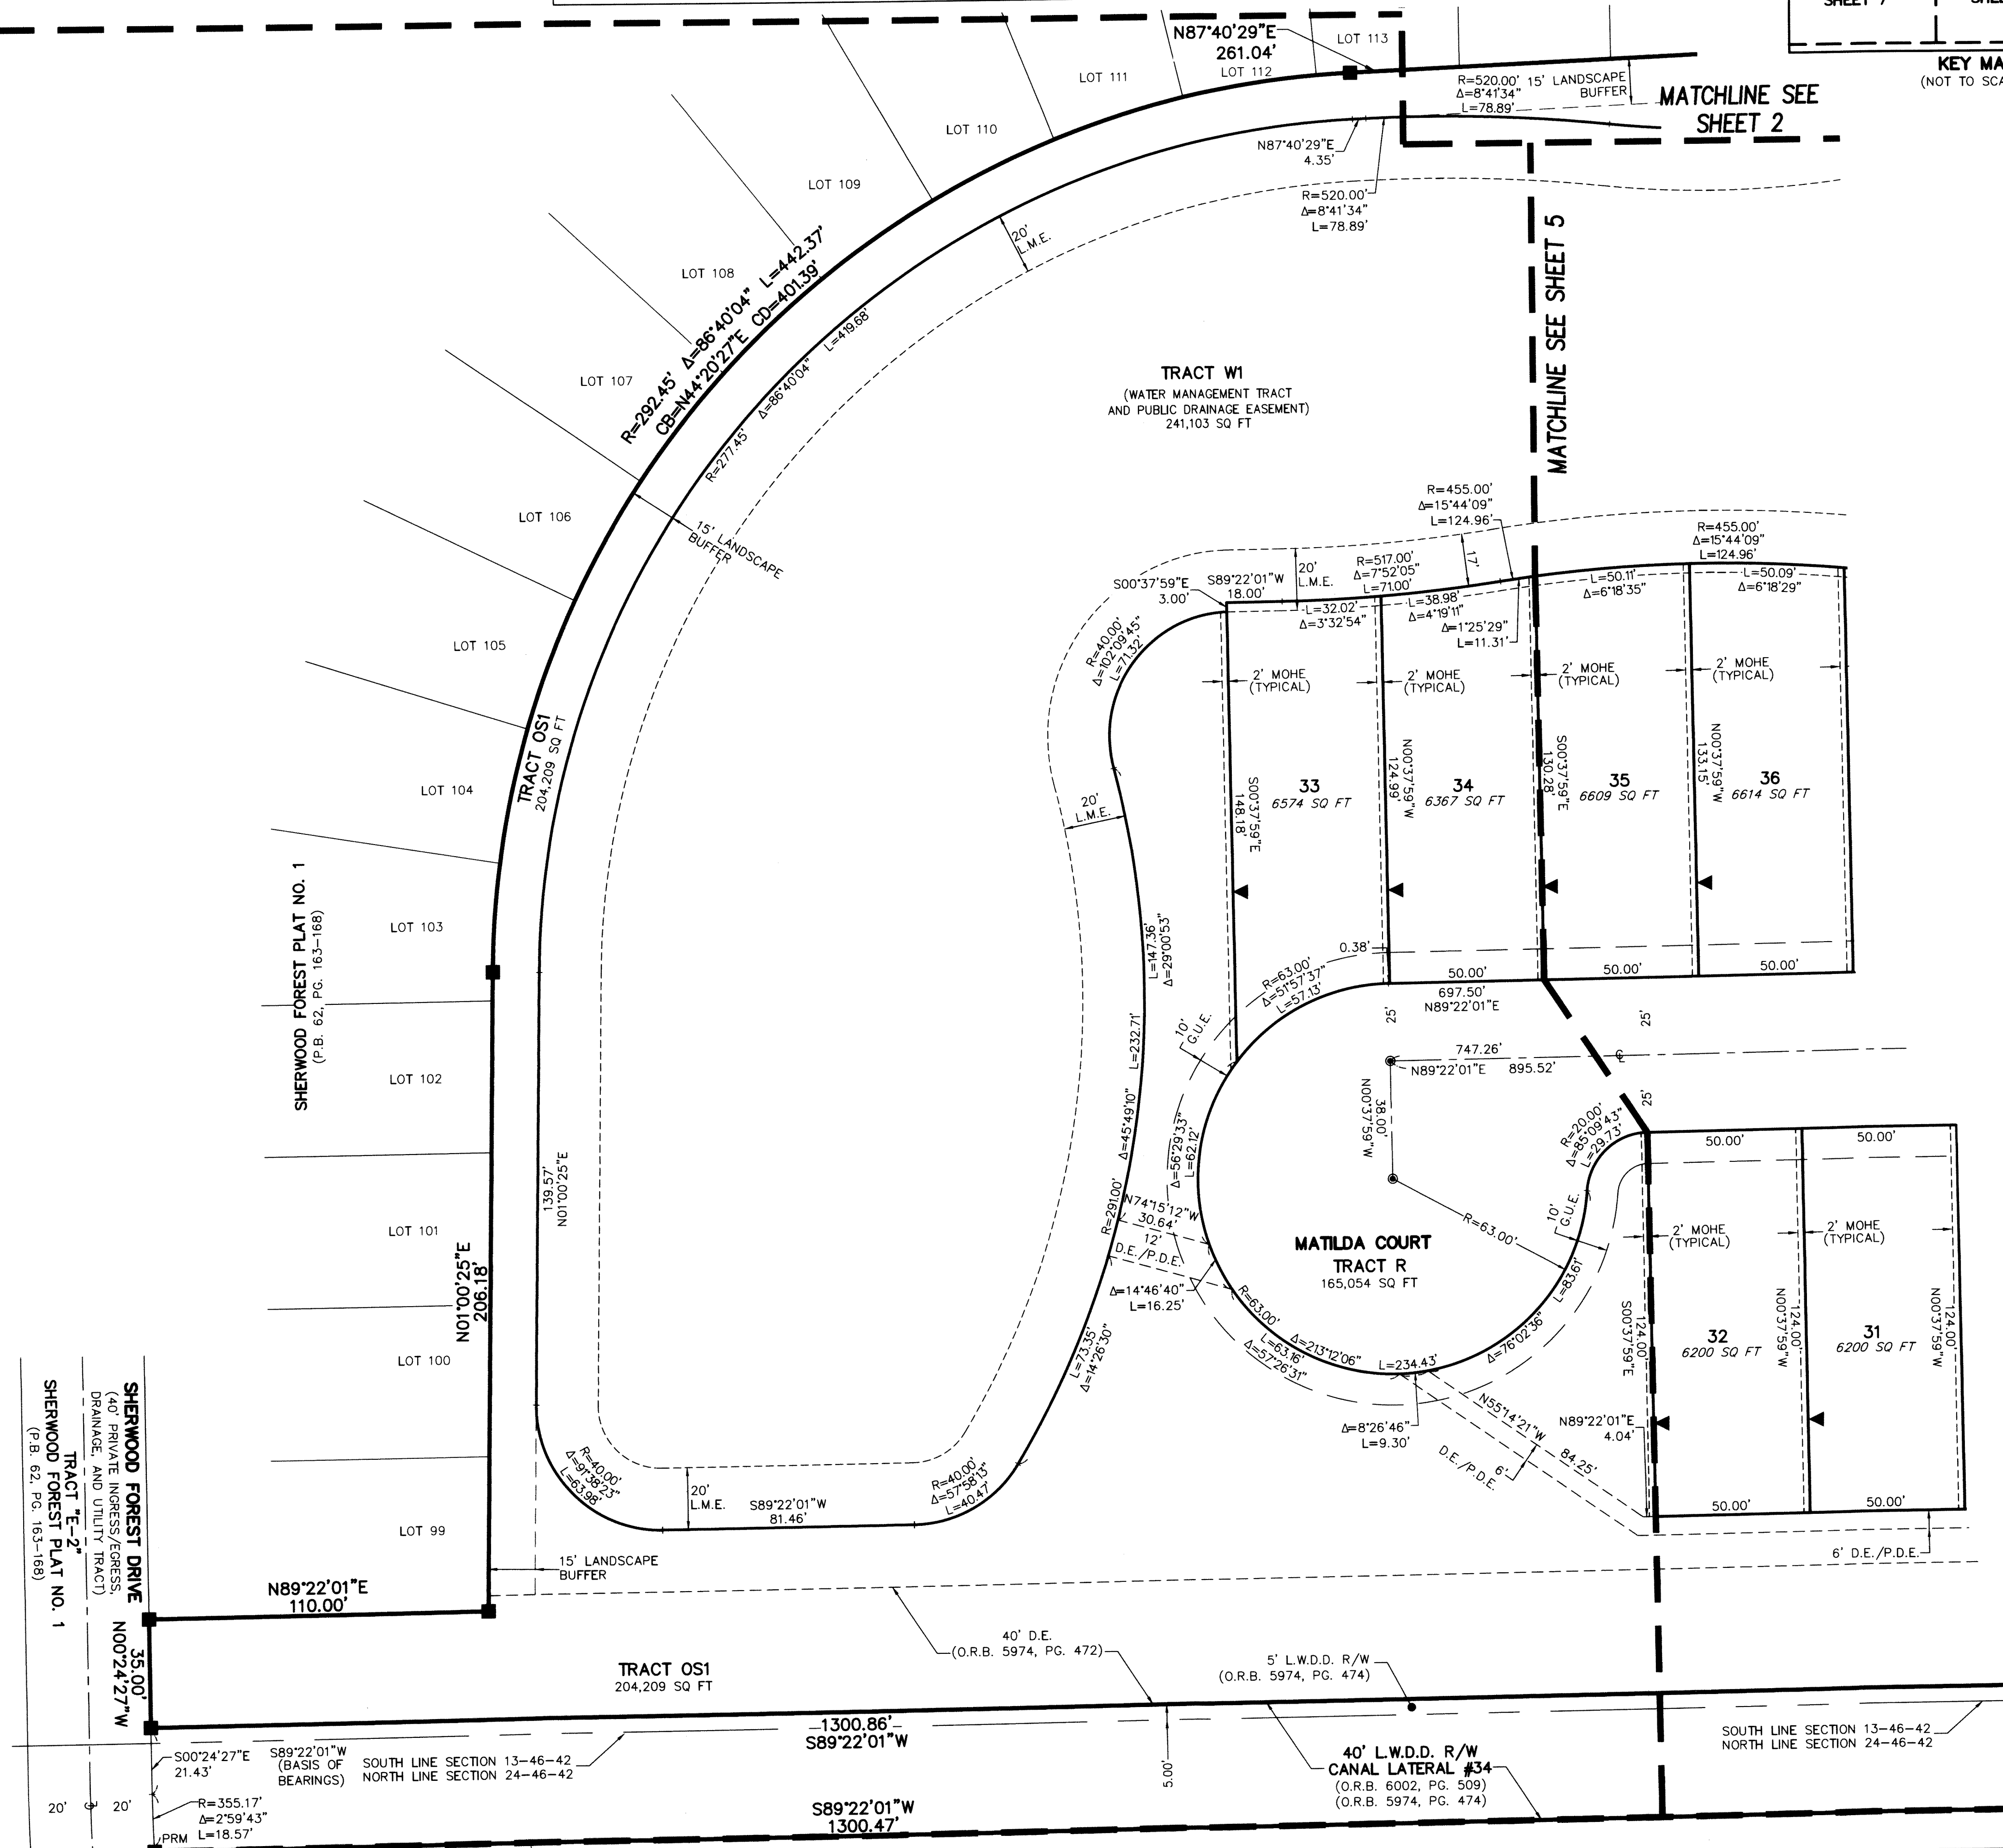 SHEET 7
KEY MA
(NOT TO SCA
N87°40'29"E
261.04'
LOT 113
LOT 112
LOT 111
LOT 110
LOT 109
LOT 108
LOT 107
LOT 106
LOT 105
LOT 104
LOT 103
LOT 102
LOT 101
LOT 100
LOT 99
R=520.00'
Δ=8°41'34"
L=78.89'
15' LANDSCAPE
BUFFER
MATCHLINE SEE
SHEET 2
N87°40'29"E
4.35'
R=520.00'
Δ=8°41'34"
L=78.89'
MATCHLINE SEE SHEET 5
20'
L.M.E.
R=292.45' Δ=86°40'04" L=442.37'
CB=N44°20'27"E CD=401.39'
R=277.45' Δ=86°40'04" L=419.68'
TRACT W1
(WATER MANAGEMENT TRACT
AND PUBLIC DRAINAGE EASEMENT)
241,103 SQ FT
15' LANDSCAPE
BUFFER
TRACT OS1
204,209 SQ FT
SHERWOOD FOREST PLAT NO. 1
(P.B. 62, PG. 163-168)
R=455.00'
Δ=15°44'09"
L=124.96'
R=455.00'
Δ=15°44'09"
L=124.96'
R=517.00'
Δ=7°52'05"
L=71.00'
17'
20'
L.M.E.
S00°37'59"E
3.00'
S89°22'01"W
18.00'
L=32.02'
Δ=3°32'54"
L=38.98'
Δ=4°19'11"
Δ=1°25'29"
L=11.31'
L=50.11'
Δ=6°18'35"
L=50.09'
Δ=6°18'29"
R=40.00'
Δ=102°09'45"
L=71.32'
2' MOHE
(TYPICAL)
2' MOHE
(TYPICAL)
2' MOHE
(TYPICAL)
2' MOHE
(TYPICAL)
20'
L.M.E.
S00°37'59"E
148.18'
33
6574 SQ FT
N00°37'59"W
124.99'
34
6367 SQ FT
S00°37'59"E
130.28'
35
6609 SQ FT
N00°37'59"W
133.15'
36
6614 SQ FT
L=147.36'
Δ=29°00'53"
R=63.00'
Δ=51°57'37"
L=57.13'
0.38'
50.00'
50.00'
50.00'
697.50'
N89°22'01"E
25'
25'
25'
10'
G.U.E.
747.26'
N89°22'01"E 895.52'
38.00'
N00°37'59"W
R=291.00' Δ=45°49'10" L=232.71'
Δ=56°29'33"
L=62.12'
R=20.00'
Δ=85°09'43"
L=29.73'
50.00'
50.00'
139.57'
N01°00'25"E
N01°00'25"E
206.18'
N74°15'12"W
30.64'
12'
D.E./P.D.E.
Δ=14°46'40"
L=16.25'
R=63.00'
MATILDA COURT
TRACT R
165,054 SQ FT
10'
G.U.E.
L=83.61'
Δ=76°02'36"
R=63.00' Δ=213°12'06" L=234.43'
L=63.16'
Δ=57°26'31"
L=73.35'
Δ=14°26'30"
2' MOHE
(TYPICAL)
2' MOHE
(TYPICAL)
124.00'
S00°37'59"E
32
6200 SQ FT
124.00'
N00°37'59"W
31
6200 SQ FT
124.00'
N00°37'59"W
Δ=8°26'46"
L=9.30'
N55°14'21"W 84.25'
6'
D.E./P.D.E.
N89°22'01"E
4.04'
50.00'
50.00'
6' D.E./P.D.E.
R=40.00'
Δ=91°38'23"
L=63.98'
20'
L.M.E.
S89°22'01"W
81.46'
R=40.00'
Δ=57°58'13"
L=40.47'
15' LANDSCAPE
BUFFER
SHERWOOD FOREST DRIVE
(40' PRIVATE INGRESS/EGRESS,
DRAINAGE, AND UTILITY TRACT)
TRACT "E-2"
SHERWOOD FOREST PLAT NO. 1
(P.B. 62, PG. 163-168)
N89°22'01"E
110.00'
35.00'
N00°24'27"W
40' D.E.
(O.R.B. 5974, PG. 472)
5' L.W.D.D. R/W
(O.R.B. 5974, PG. 474)
TRACT OS1
204,209 SQ FT
1300.86'
S89°22'01"W
S00°24'27"E
21.43'
S89°22'01"W
(BASIS OF
BEARINGS)
SOUTH LINE SECTION 13-46-42
NORTH LINE SECTION 24-46-42
5.00'
40' L.W.D.D. R/W
CANAL LATERAL #34
(O.R.B. 6002, PG. 509)
(O.R.B. 5974, PG. 474)
SOUTH LINE SECTION 13-46-42
NORTH LINE SECTION 24-46-42
20'
20'
R=355.17'
Δ=2°59'43"
L=18.57'
PRM
S89°22'01"W
1300.47'